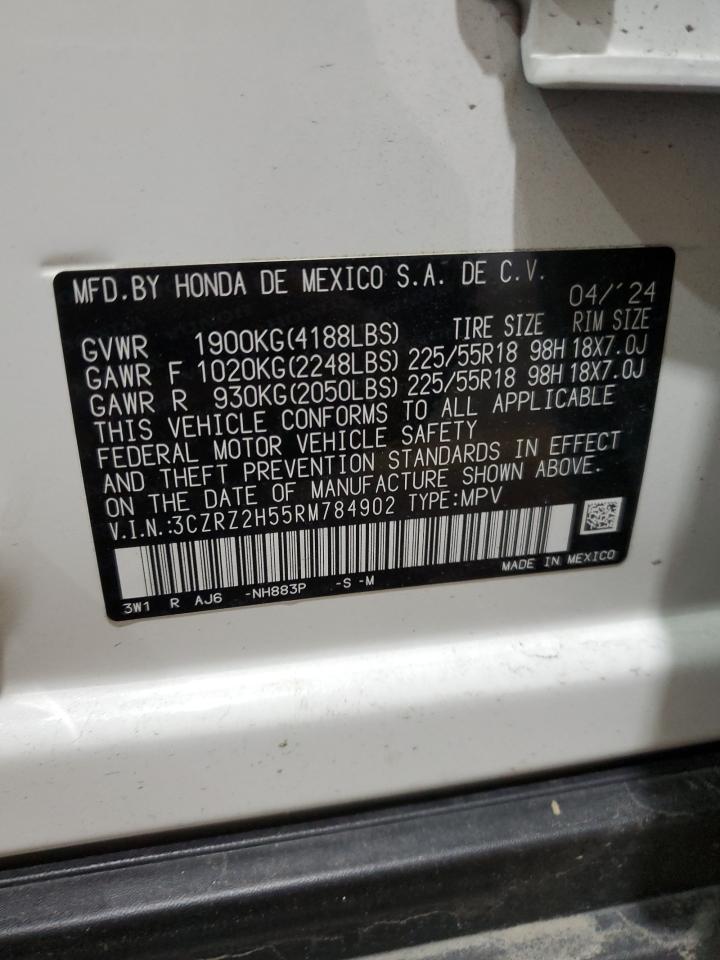 MFD.BY HONDA DE MEXICO S.A. DE C.V.
04/'24
GVWR 1900KG(4188LBS) TIRE SIZE RIM SIZE
GAWR F 1020KG(2248LBS) 225/55R18 98H 18X7.0J
GAWR R 930KG(2050LBS) 225/55R18 98H 18X7.0J
THIS VEHICLE CONFORMS TO ALL APPLICABLE
FEDERAL MOTOR VEHICLE SAFETY
AND THEFT PREVENTION STANDARDS IN EFFECT
ON THE DATE OF MANUFACTURE SHOWN ABOVE.
V.I.N.:3CZRZ2H55RM784902 TYPE:MPV
MADE IN MEXICO
3W1 R AJ6 -NH883P -S -M